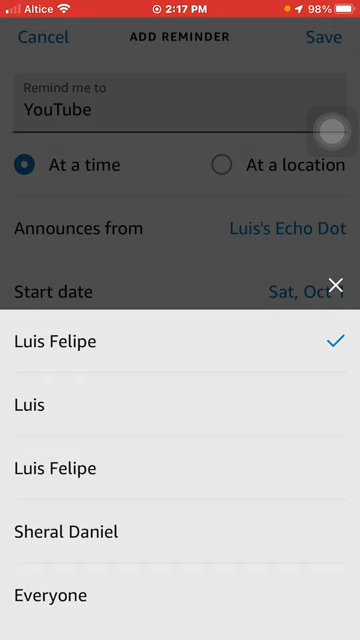 Altice 2:17 PM 98%
Cancel ADD REMINDER Save
Remind me to
YouTube
At a time At a location
Announces from Luis's Echo Dot
Start date Sat, Oct 1
Luis Felipe
Luis
Luis Felipe
Sheral Daniel
Everyone